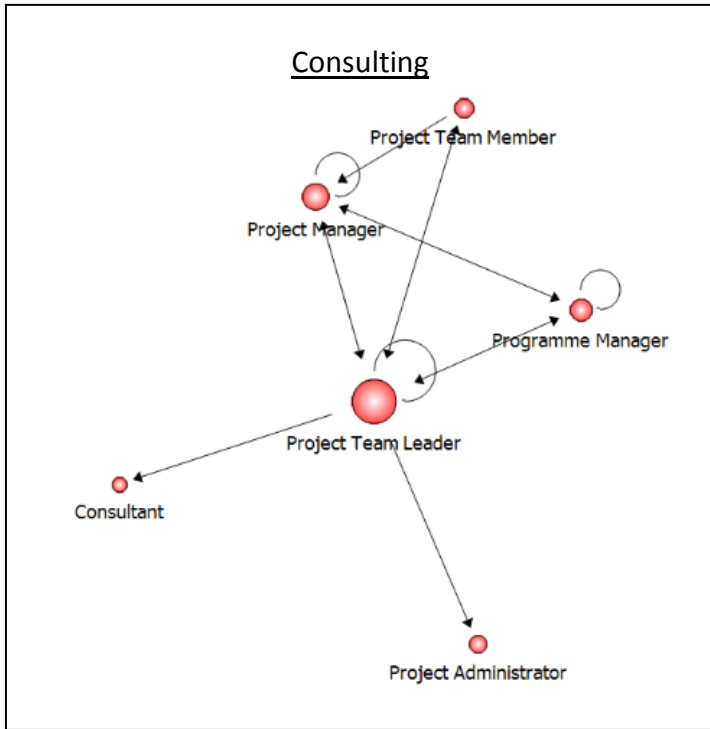 Consulting
Project Team Member
Project Manager
Programme Manager
Project Team Leader
Consultant
Project Administrator